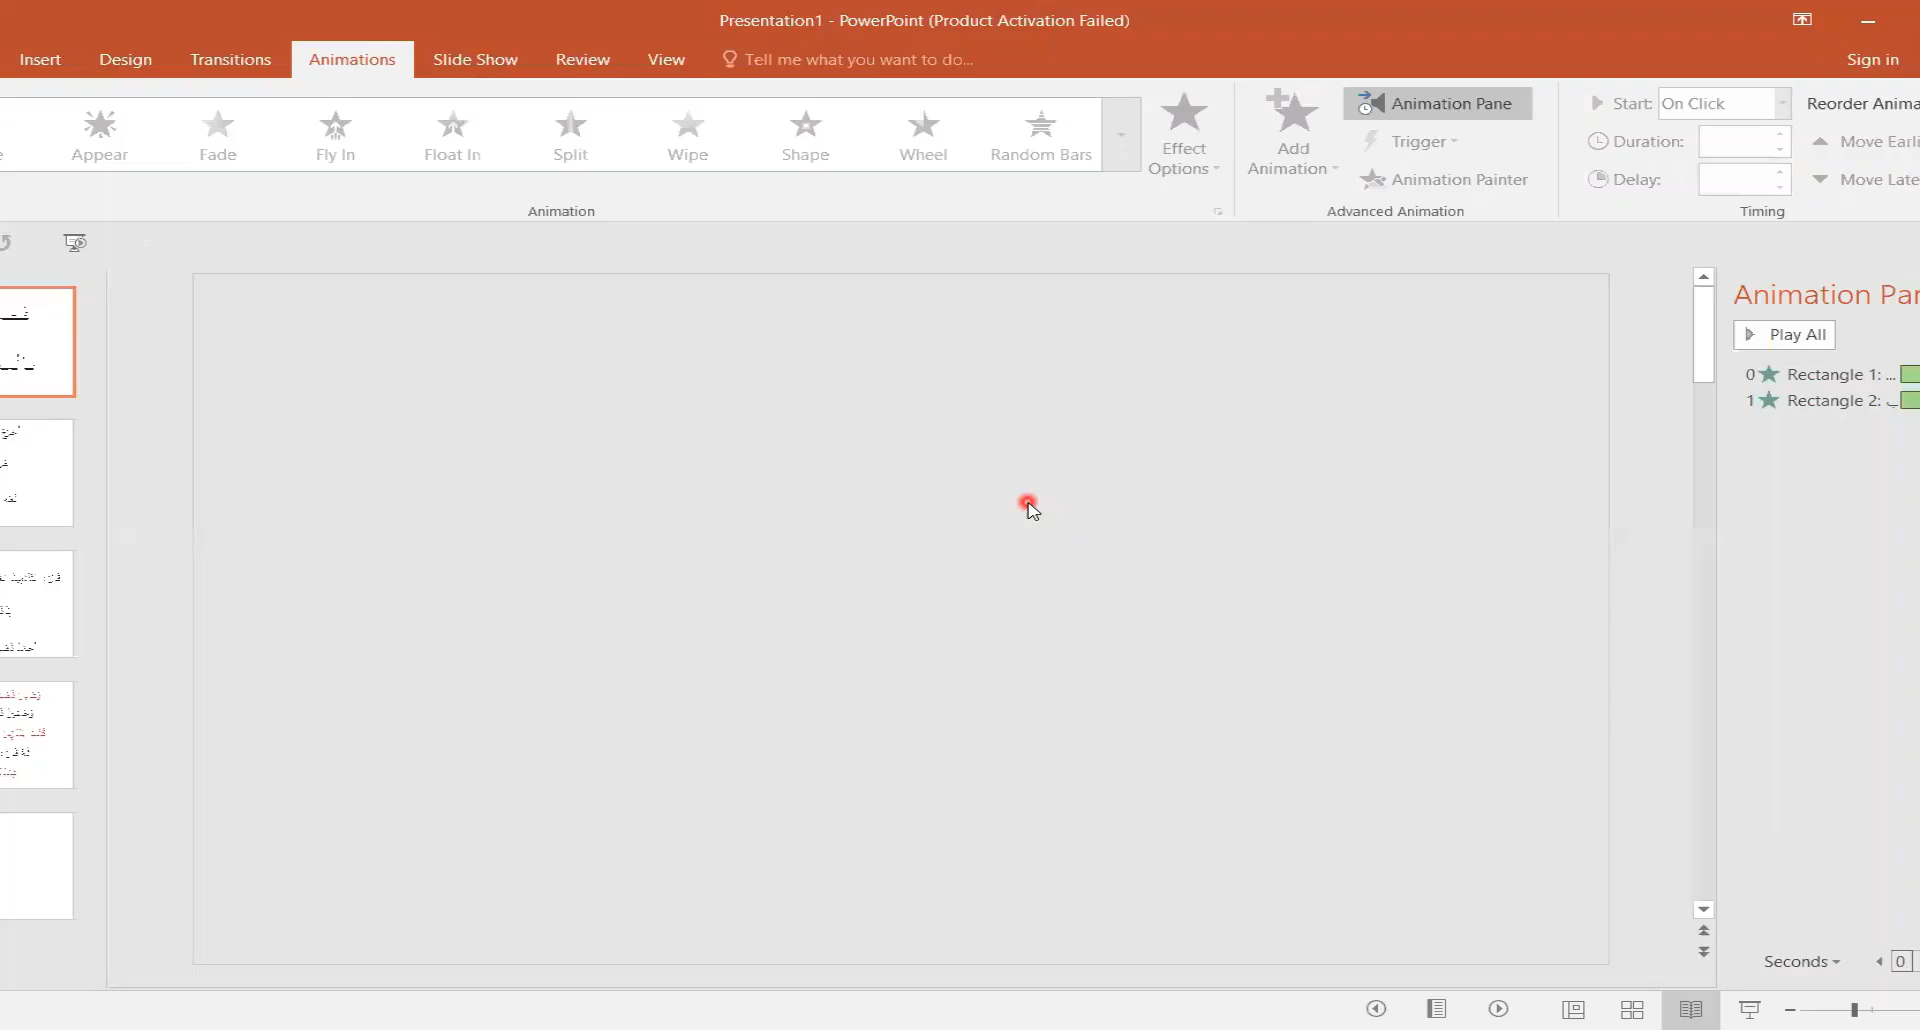 Presentation1 - PowerPoint (Product Activation Failed)
Insert Design Transitions Animations Slide Show Review View Tell me what you want to do... Sign in
Appear Fade Fly In Float In Split Wipe Shape Wheel Random Bars
Effect Options
Add Animation
Animation Pane
Trigger
Animation Painter
Start: On Click
Duration:
Delay:
Reorder Anima
Move Earli
Move Late
Animation Advanced Animation Timing
Animation Pan
Play All
0 Rectangle 1: ...
1 Rectangle 2:
Seconds 0